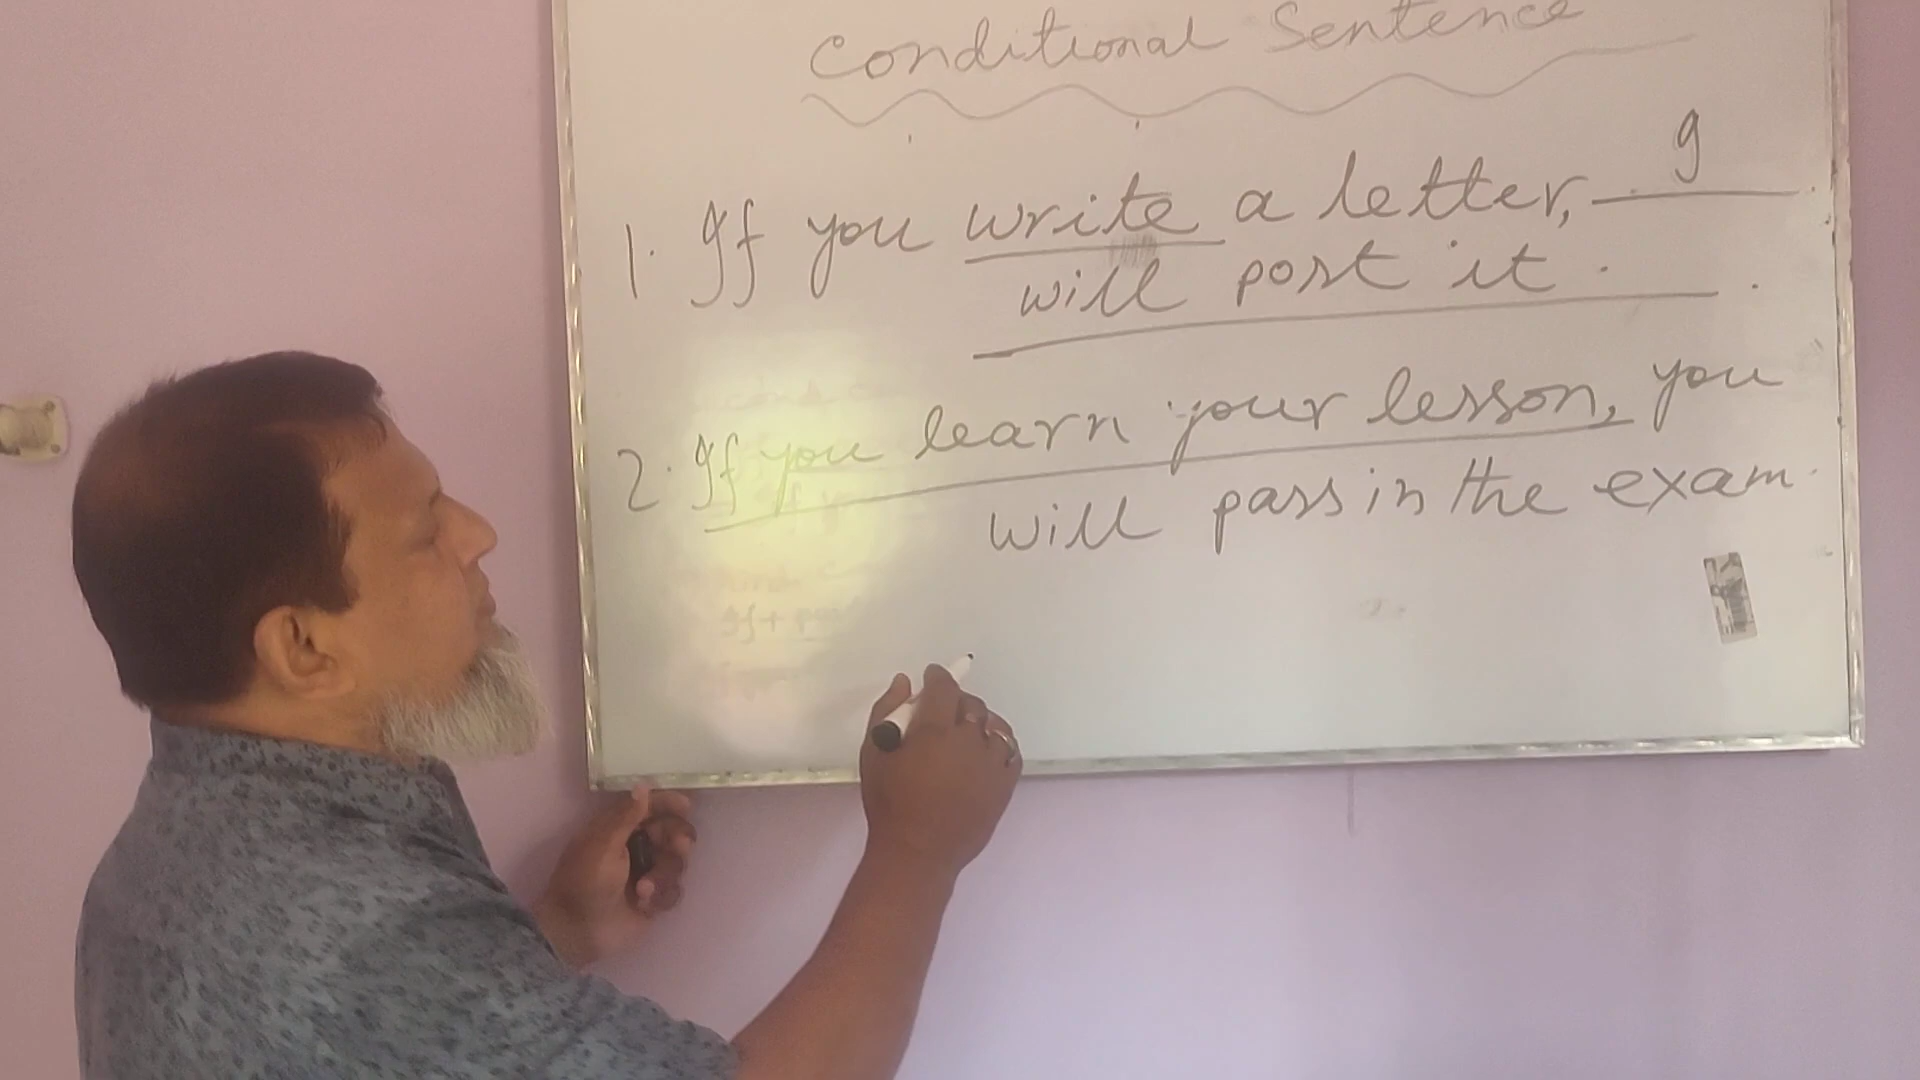 Conditional Sentence
1. If you write a letter, I
will post it.
2. If you learn your lesson, you
will pass in the exam.